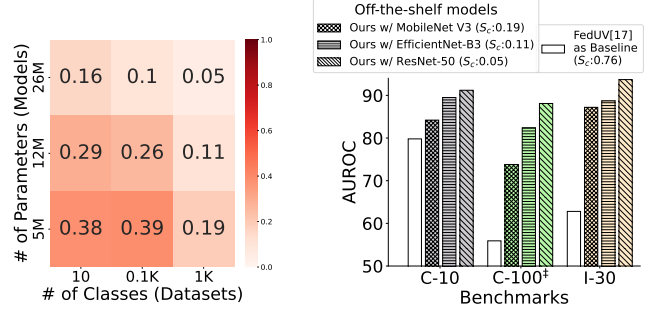 # of Parameters (Models)
26M
12M
5M
0.16 0.1 0.05
0.29 0.26 0.11
0.38 0.39 0.19
10 0.1K 1K
# of Classes (Datasets)
1.0
0.8
0.6
0.4
0.2
0.0
Off-the-shelf models
Ours w/ MobileNet V3 (Sc:0.19)
Ours w/ EfficientNet-B3 (Sc:0.11)
Ours w/ ResNet-50 (Sc:0.05)
FedUV[17]
as Baseline
(Sc:0.76)
AUROC
90
80
70
60
50
C-10 C-100‡ I-30
Benchmarks